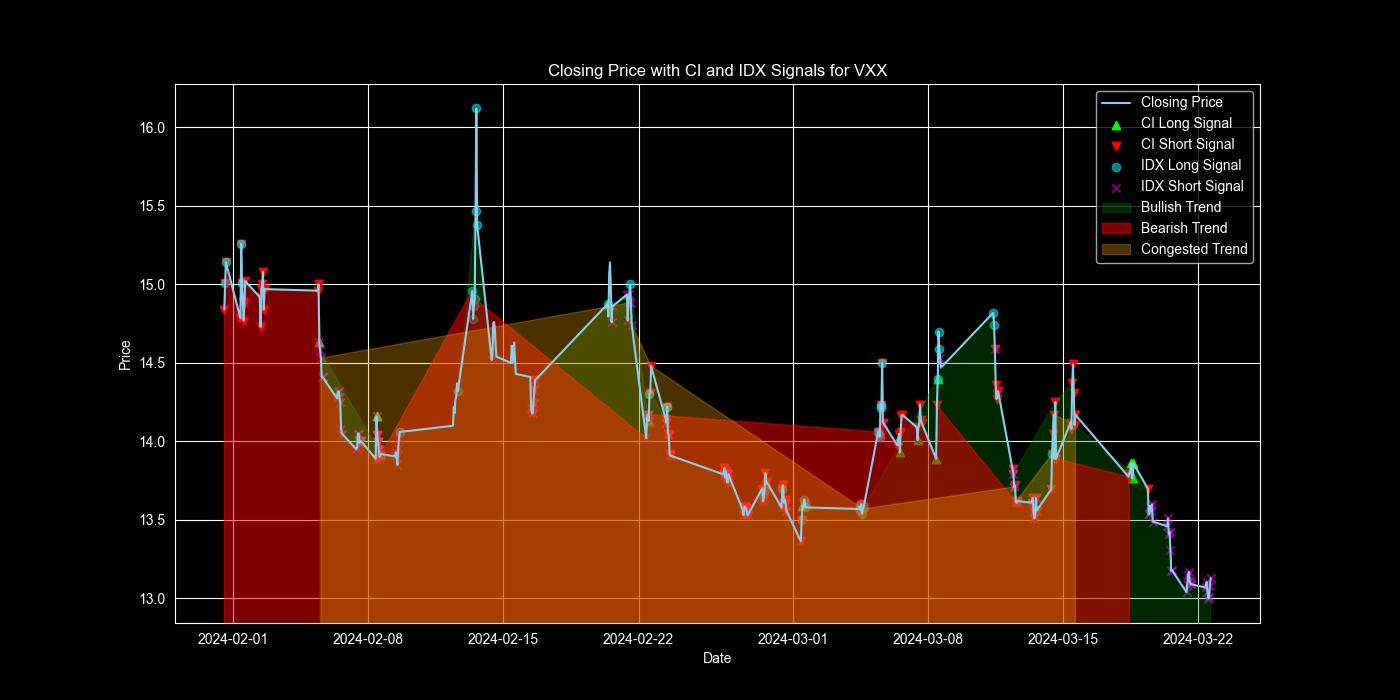 Closing Price with CI and IDX Signals for VXX
Closing Price
CI Long Signal
CI Short Signal
IDX Long Signal
IDX Short Signal
Bullish Trend
Bearish Trend
Congested Trend
Price
16.0
15.5
15.0
14.5
14.0
13.5
13.0
2024-02-01
2024-02-08
2024-02-15
2024-02-22
2024-03-01
2024-03-08
2024-03-15
2024-03-22
Date